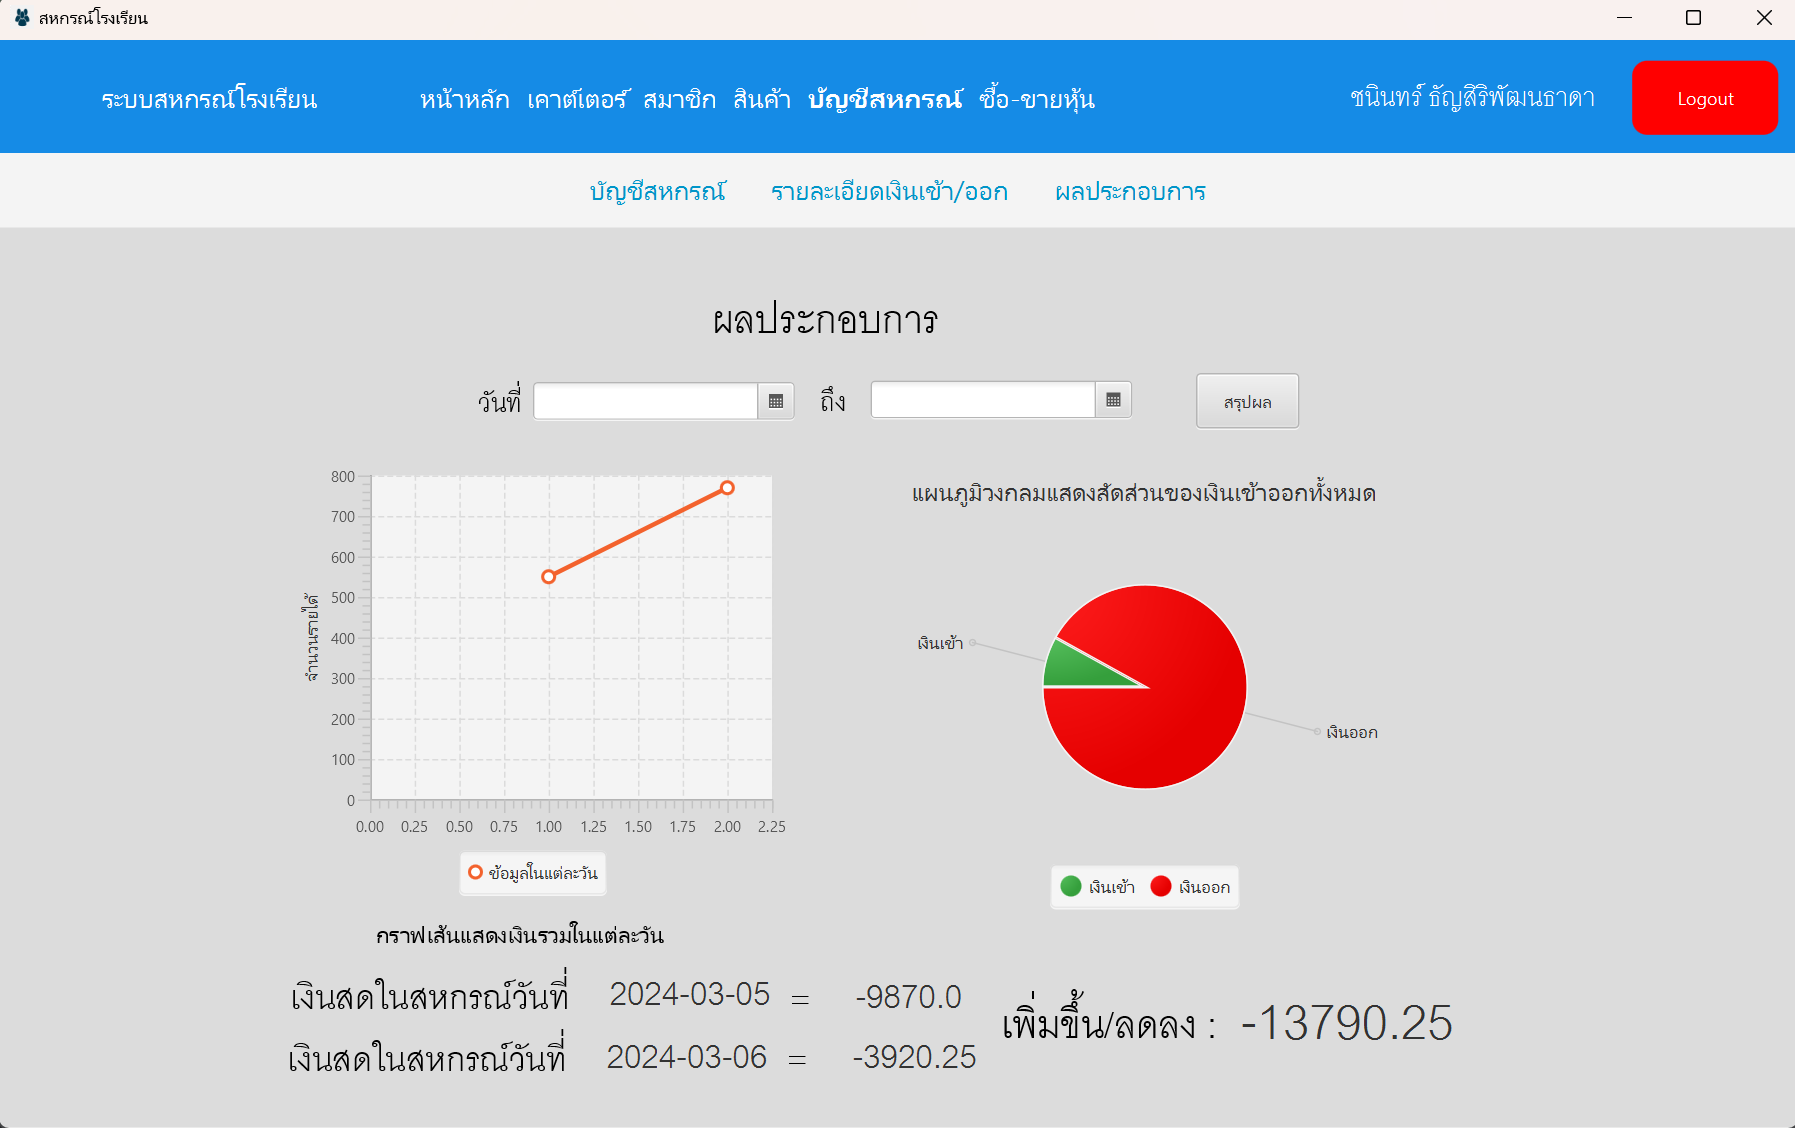 สหกรณ์โรงเรียน
ระบบสหกรณ์โรงเรียน หน้าหลัก เคาต์เตอร์ สมาชิก สินค้า บัญชีสหกรณ์ ซื้อ-ขายหุ้น ชนินทร์ ธัญสิริพัฒนธาดา Logout
บัญชีสหกรณ์ รายละเอียดเงินเข้า/ออก ผลประกอบการ
ผลประกอบการ
วันที่ ถึง สรุปผล
จำนวนรายได้
800
700
600
500
400
300
200
100
0
0.00 0.25 0.50 0.75 1.00 1.25 1.50 1.75 2.00 2.25
ข้อมูลในแต่ละวัน
กราฟเส้นแสดงเงินรวมในแต่ละวัน
แผนภูมิวงกลมแสดงสัดส่วนของเงินเข้าออกทั้งหมด
เงินเข้า
เงินออก
เงินเข้า เงินออก
เงินสดในสหกรณ์วันที่ 2024-03-05 = -9870.0
เงินสดในสหกรณ์วันที่ 2024-03-06 = -3920.25
เพิ่มขึ้น/ลดลง : -13790.25